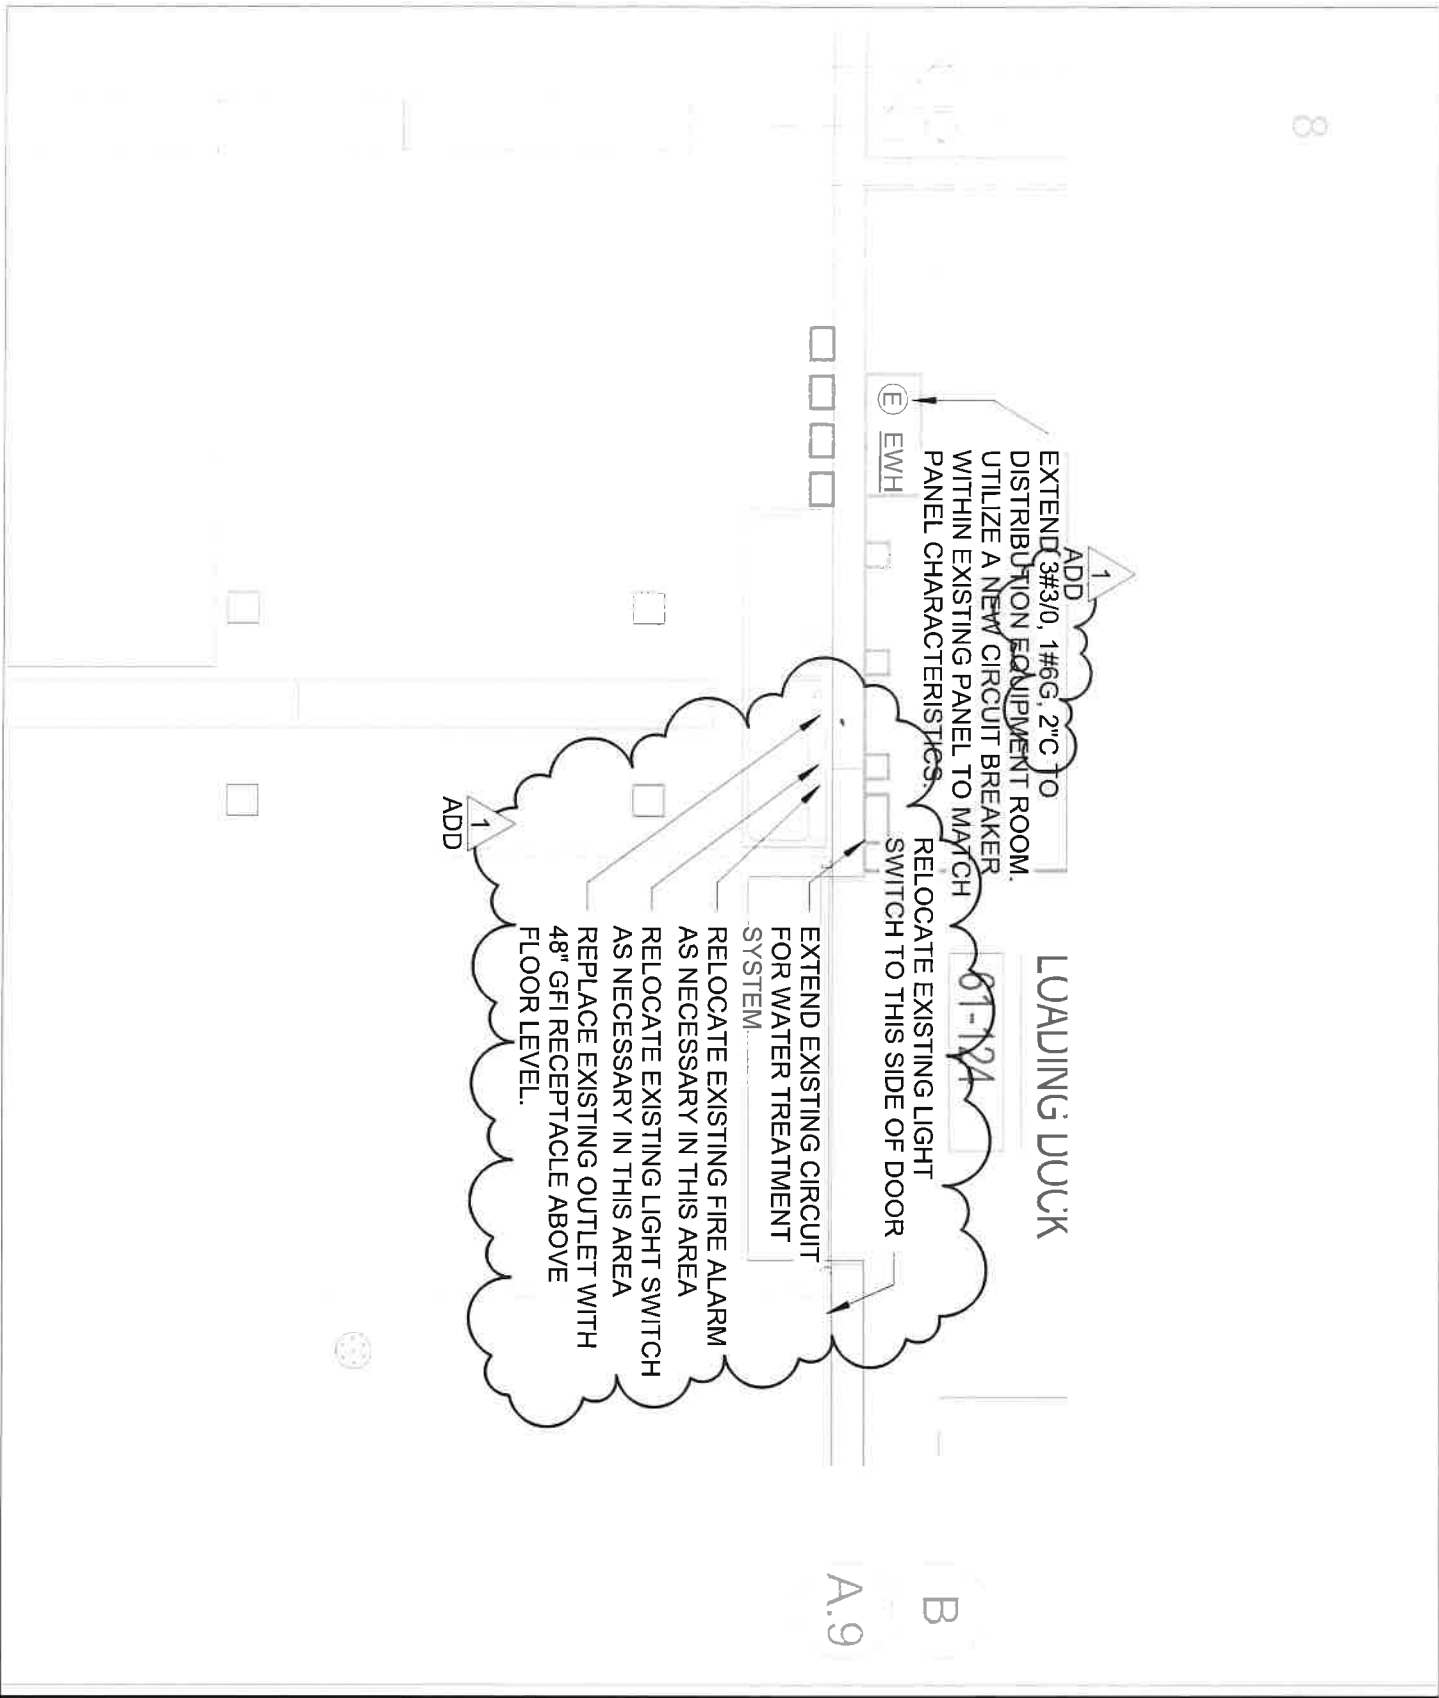 8
1
ADD
EXTEND 3#3/0, 1#6G, 2"C TO
DISTRIBUTION EQUIPMENT ROOM.
UTILIZE A NEW CIRCUIT BREAKER
WITHIN EXISTING PANEL TO MATCH
PANEL CHARACTERISTICS.
E
EWH
LOADING DOCK
61-124
RELOCATE EXISTING LIGHT
SWITCH TO THIS SIDE OF DOOR
EXTEND EXISTING CIRCUIT
FOR WATER TREATMENT
SYSTEM
RELOCATE EXISTING FIRE ALARM
AS NECESSARY IN THIS AREA
RELOCATE EXISTING LIGHT SWITCH
AS NECESSARY IN THIS AREA
REPLACE EXISTING OUTLET WITH
48" GFI RECEPTACLE ABOVE
FLOOR LEVEL.
1
ADD
B
A.9